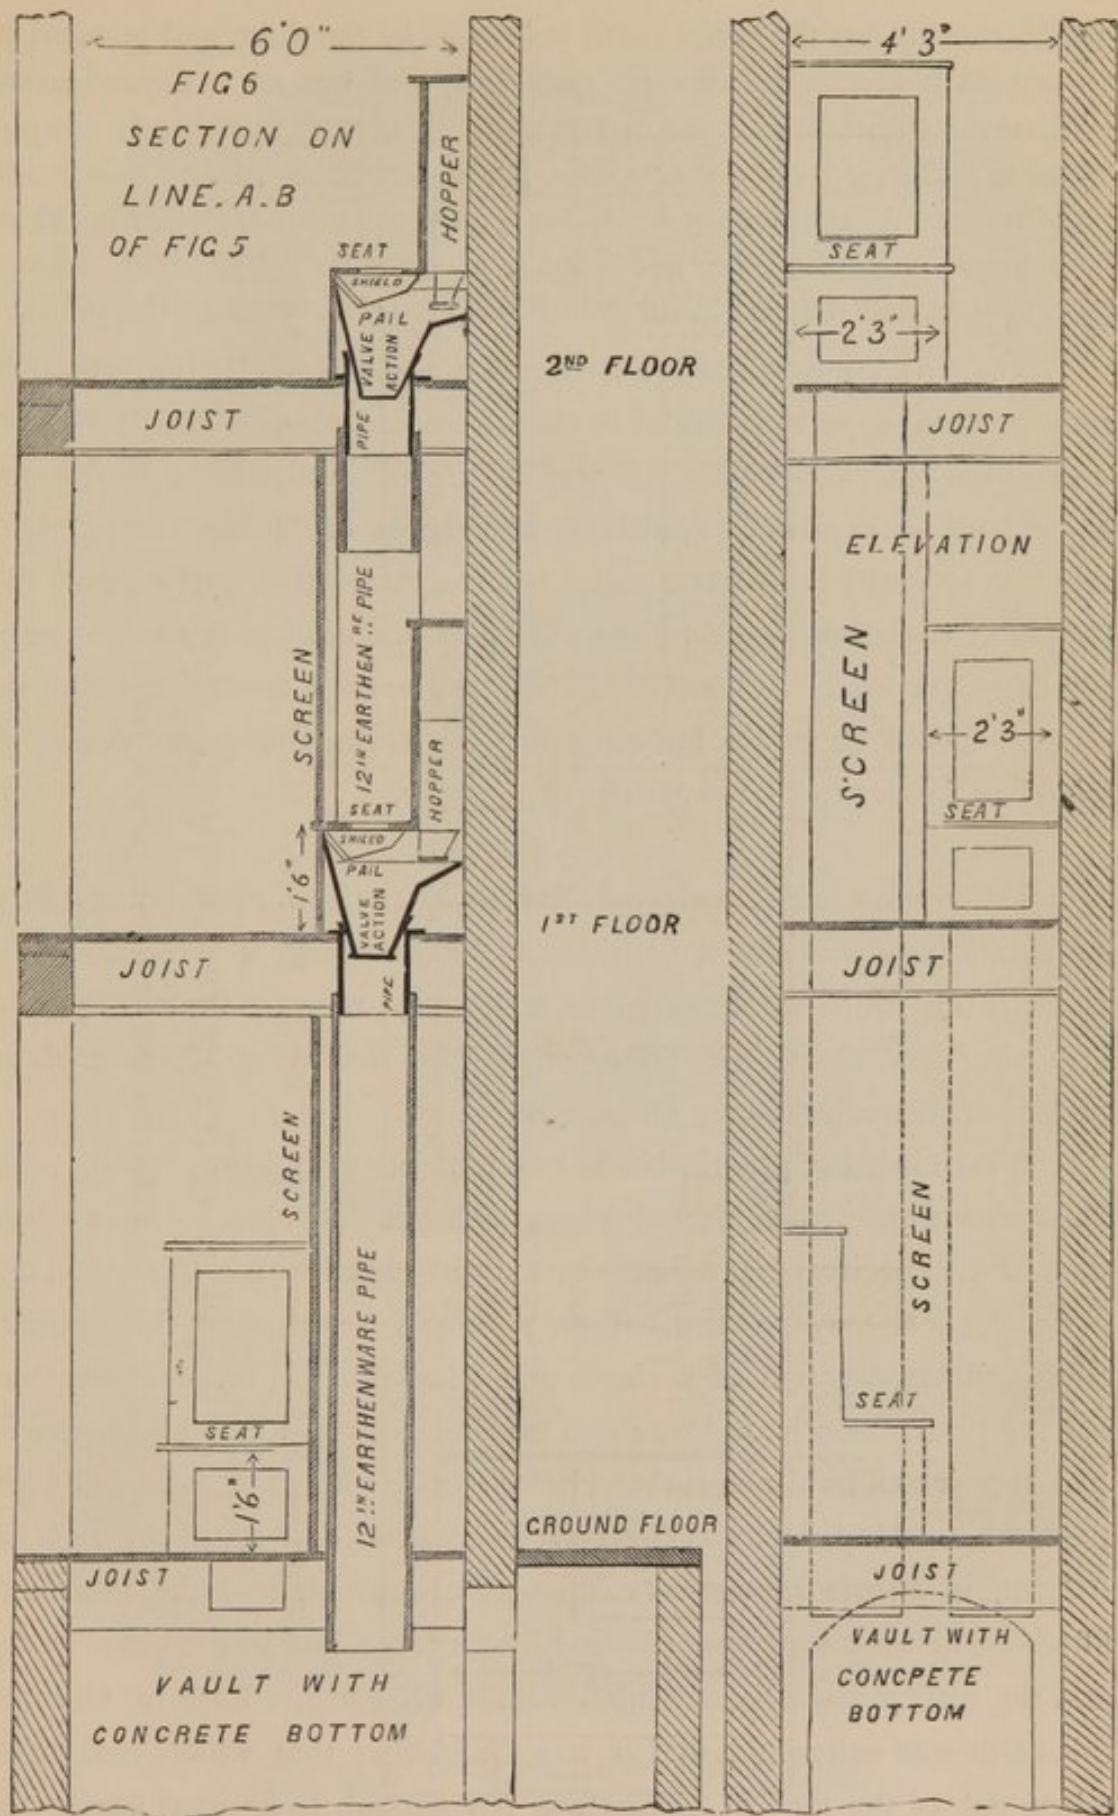 6'0"
FIG 6
SECTION ON
LINE. A. B
OF FIG 5
HOPPER
SEAT
SHIELD
PAIL
VALVE
ACTION
JOIST
PIPE
SCREEN
12IN EARTHEN RE PIPE
HOPPER
SEAT
SHIELD
PAIL
1'6"
VALVE
ACTION
JOIST
PIPE
SCREEN
12IN EARTHENWARE PIPE
SEAT
1'6"
JOIST
VAULT WITH
CONCRETE BOTTOM
2ND FLOOR
1ST FLOOR
GROUND FLOOR
4' 3"
SEAT
2'3"
JOIST
ELEVATION
SCREEN
2'3"
SEAT
JOIST
SCREEN
SEAT
JOIST
VAULT WITH
CONCPETE
BOTTOM